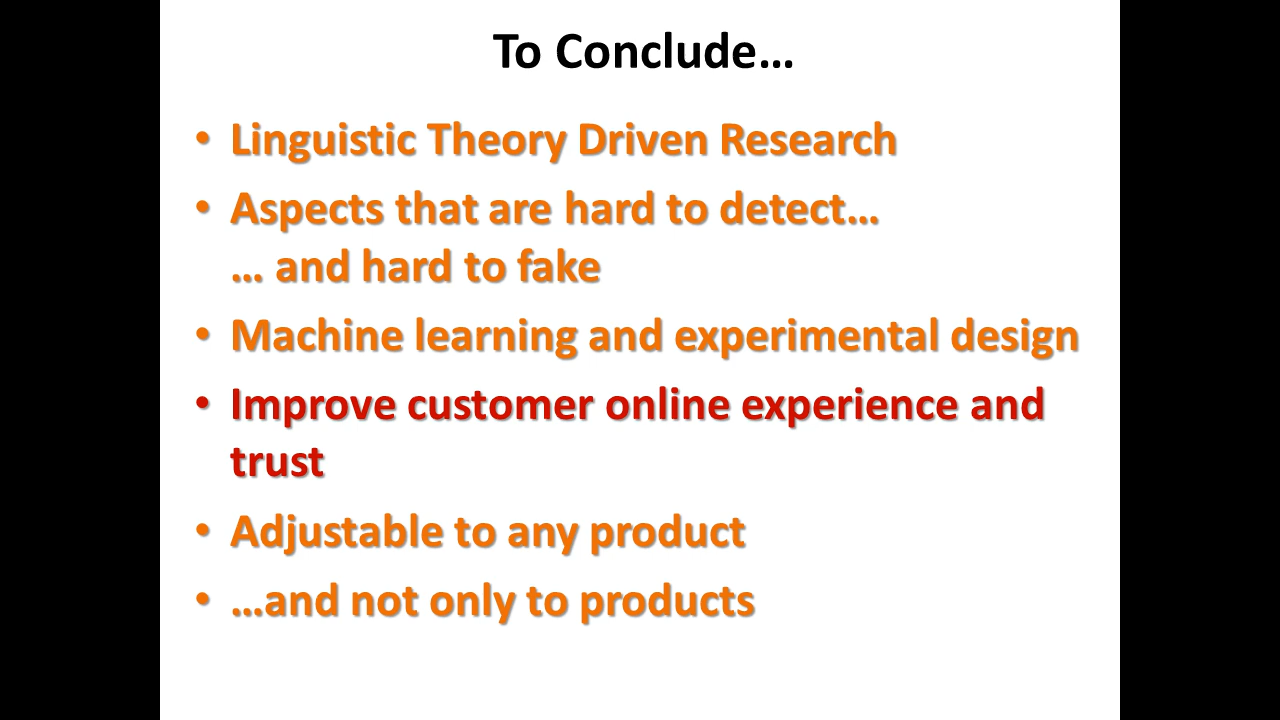 To Conclude…
• Linguistic Theory Driven Research
• Aspects that are hard to detect…
… and hard to fake
• Machine learning and experimental design
• Improve customer online experience and
trust
• Adjustable to any product
• …and not only to products